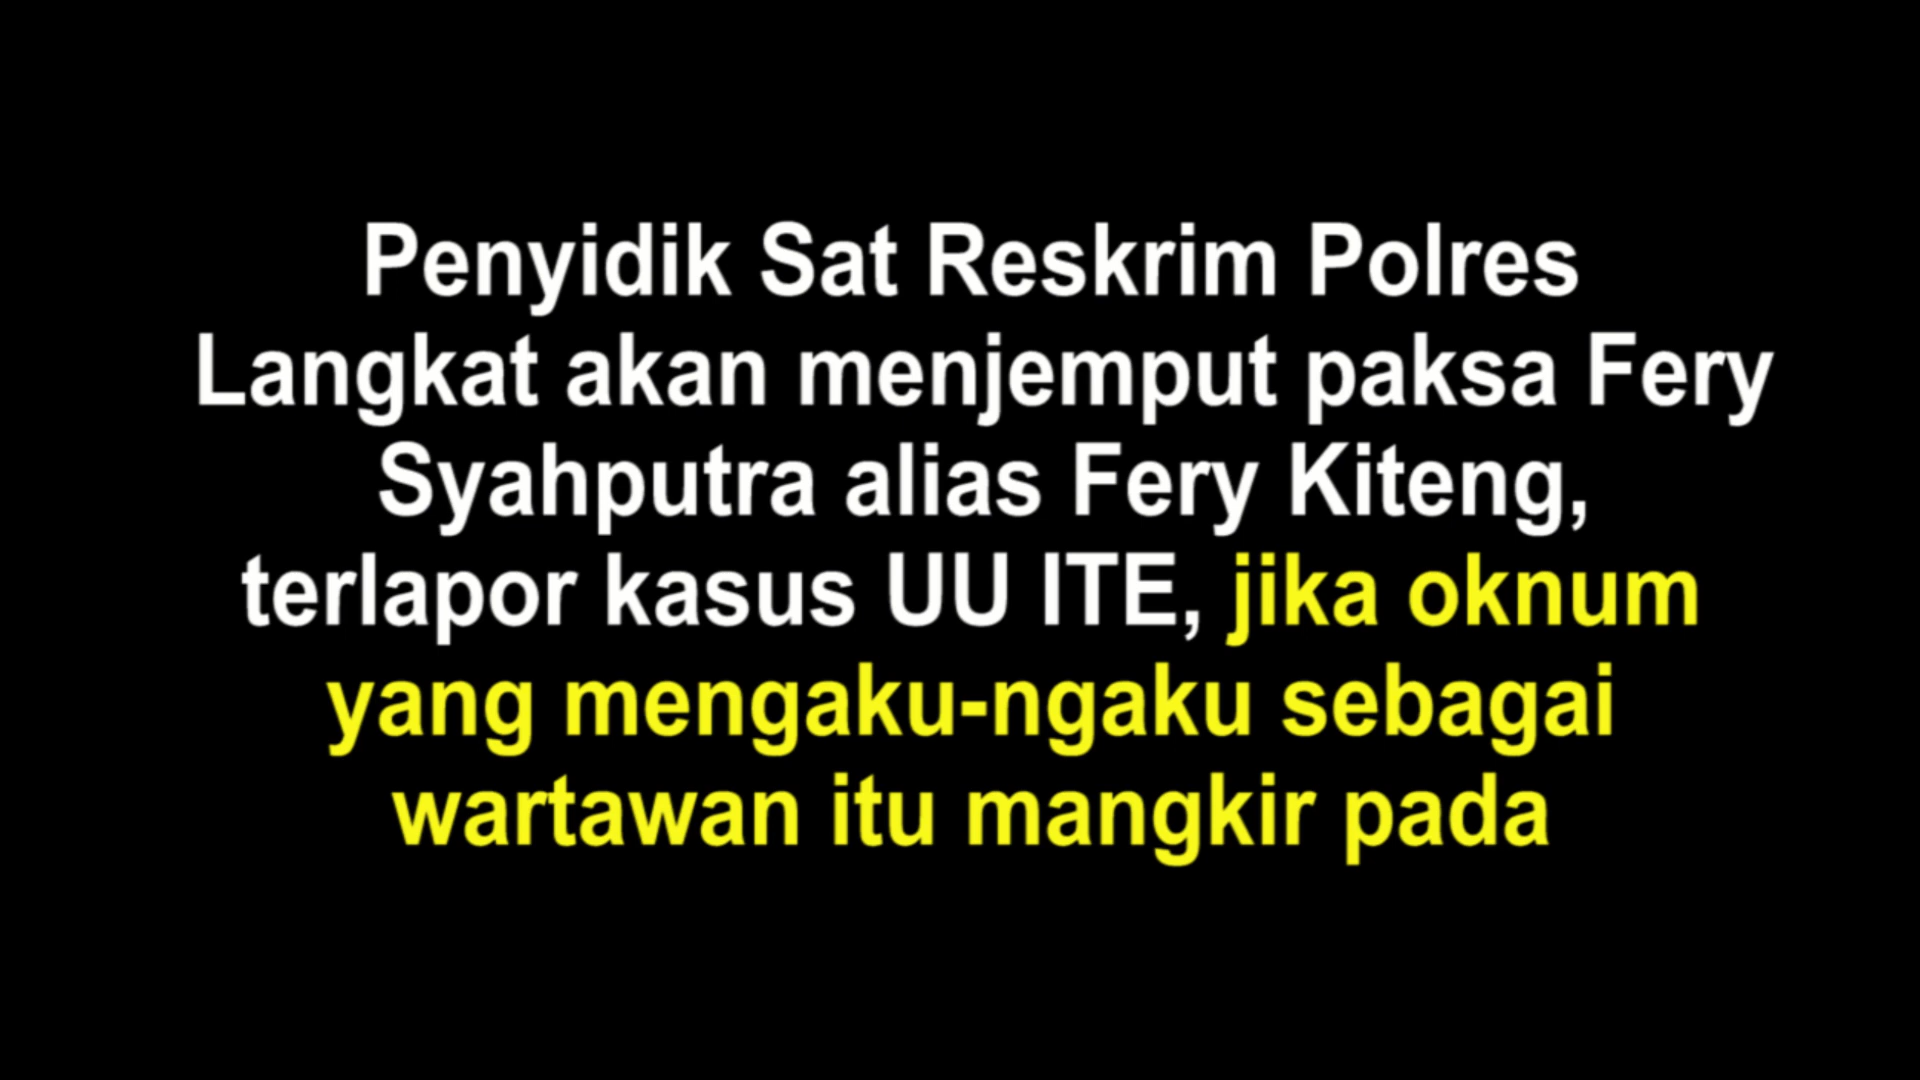 Penyidik Sat Reskrim Polres
Langkat akan menjemput paksa Fery
Syahputra alias Fery Kiteng,
terlapor kasus UU ITE, jika oknum
yang mengaku-ngaku sebagai
wartawan itu mangkir pada